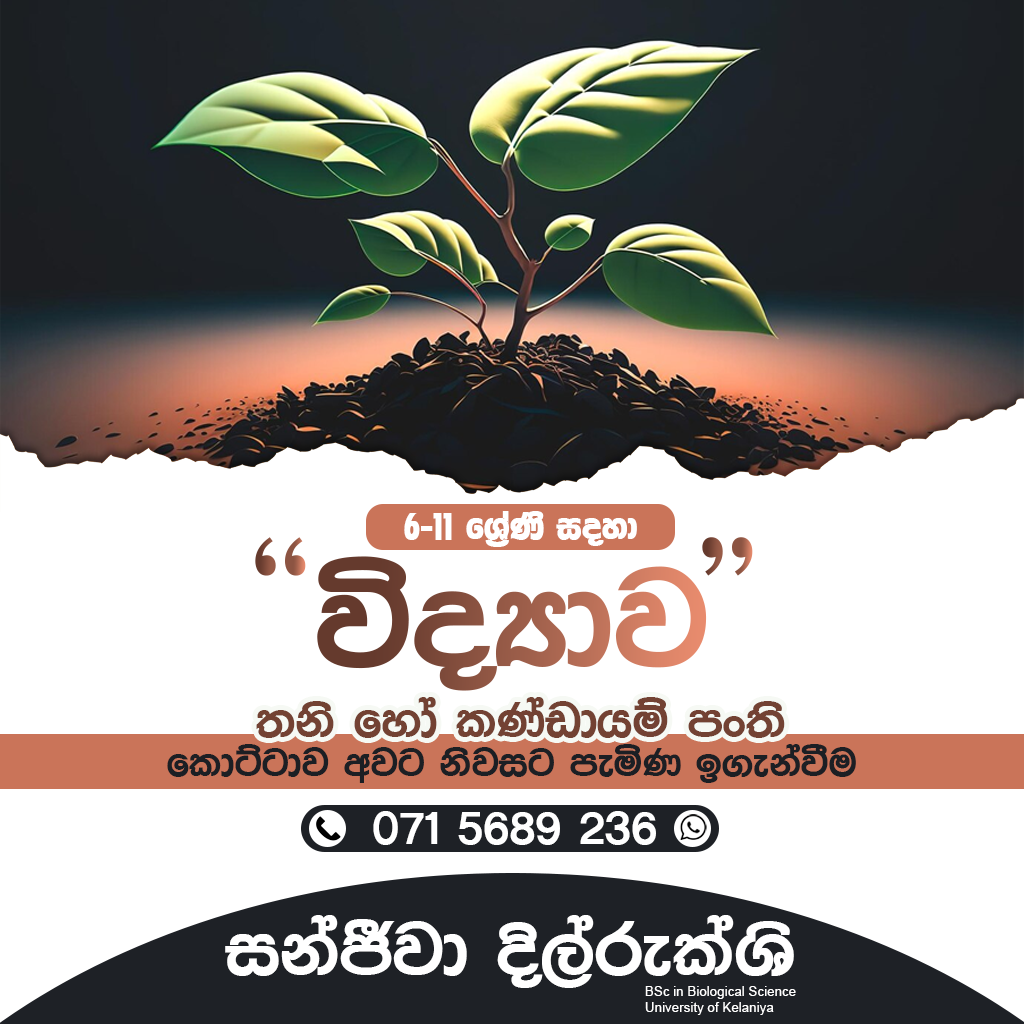 6-11 ශ්‍රේණි සදහා
“විද්‍යාව”
තනි හෝ කණ්ඩායම් පංති
කොට්ටාව අවට නිවසට පැමිණ ඉගැන්වීම
071 5689 236
සන්ජීවා දිල්රුක්ශි
BSc in Biological Science
University of Kelaniya